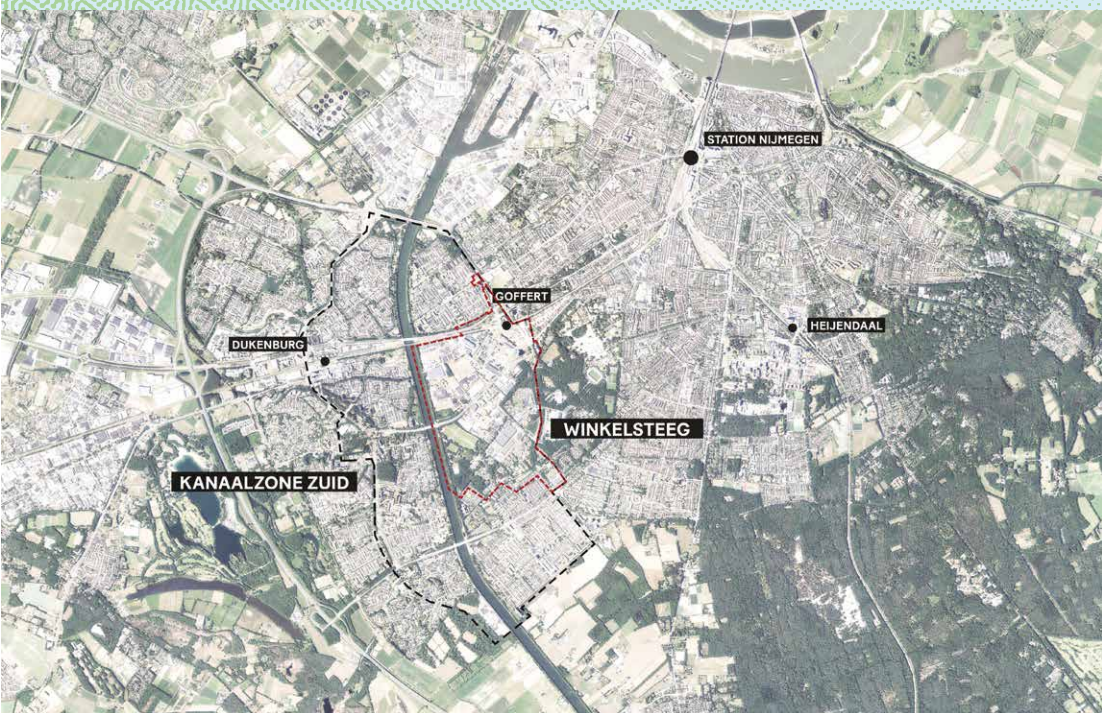 STATION NIJMEGEN
GOFFERT
HEIJENDAAL
DUKENBURG
WINKELSTEEG
KANAALZONE ZUID